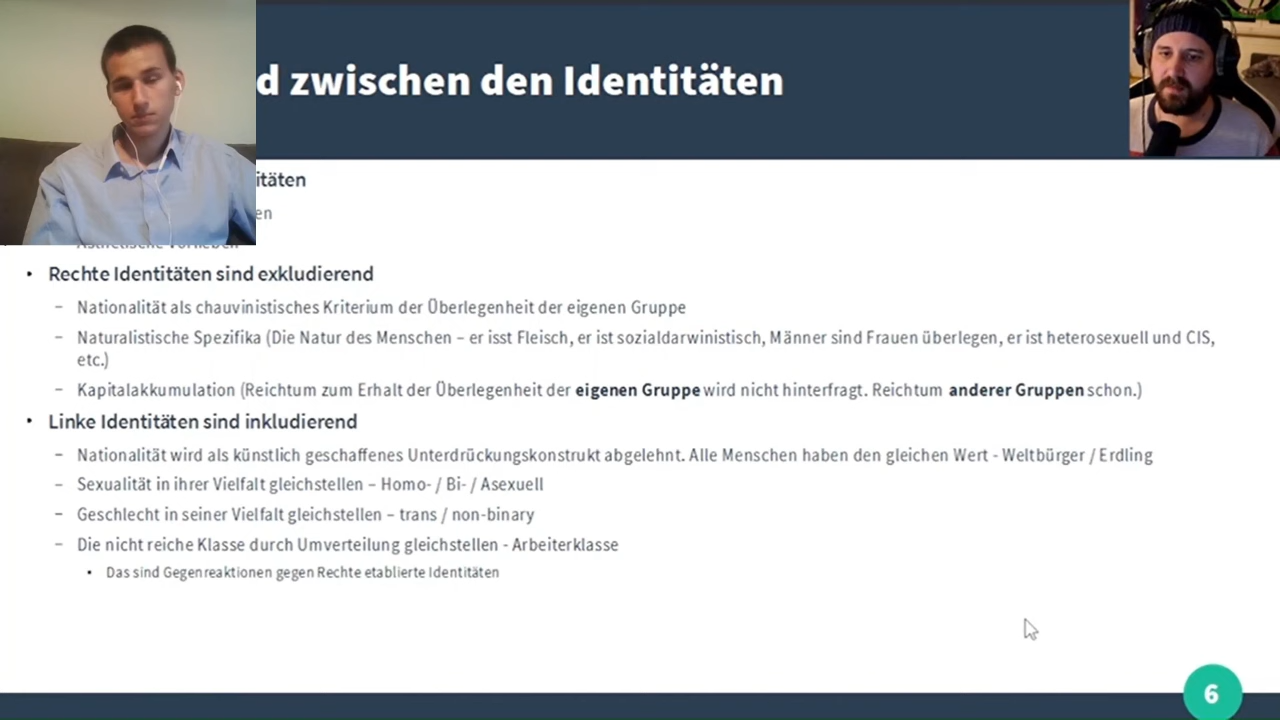 d zwischen den Identitäten
itäten
en
Ästhetische Vorlieben
• Rechte Identitäten sind exkludierend
– Nationalität als chauvinistisches Kriterium der Überlegenheit der eigenen Gruppe
– Naturalistische Spezifika (Die Natur des Menschen – er isst Fleisch, er ist sozialdarwinistisch, Männer sind Frauen überlegen, er ist heterosexuell und CIS,
etc.)
– Kapitalakkumulation (Reichtum zum Erhalt der Überlegenheit der eigenen Gruppe wird nicht hinterfragt. Reichtum anderer Gruppen schon.)
• Linke Identitäten sind inkludierend
– Nationalität wird als künstlich geschaffenes Unterdrückungskonstrukt abgelehnt. Alle Menschen haben den gleichen Wert - Weltbürger / Erdling
– Sexualität in ihrer Vielfalt gleichstellen – Homo- / Bi- / Asexuell
– Geschlecht in seiner Vielfalt gleichstellen – trans / non-binary
– Die nicht reiche Klasse durch Umverteilung gleichstellen - Arbeiterklasse
• Das sind Gegenreaktionen gegen Rechte etablierte Identitäten
6